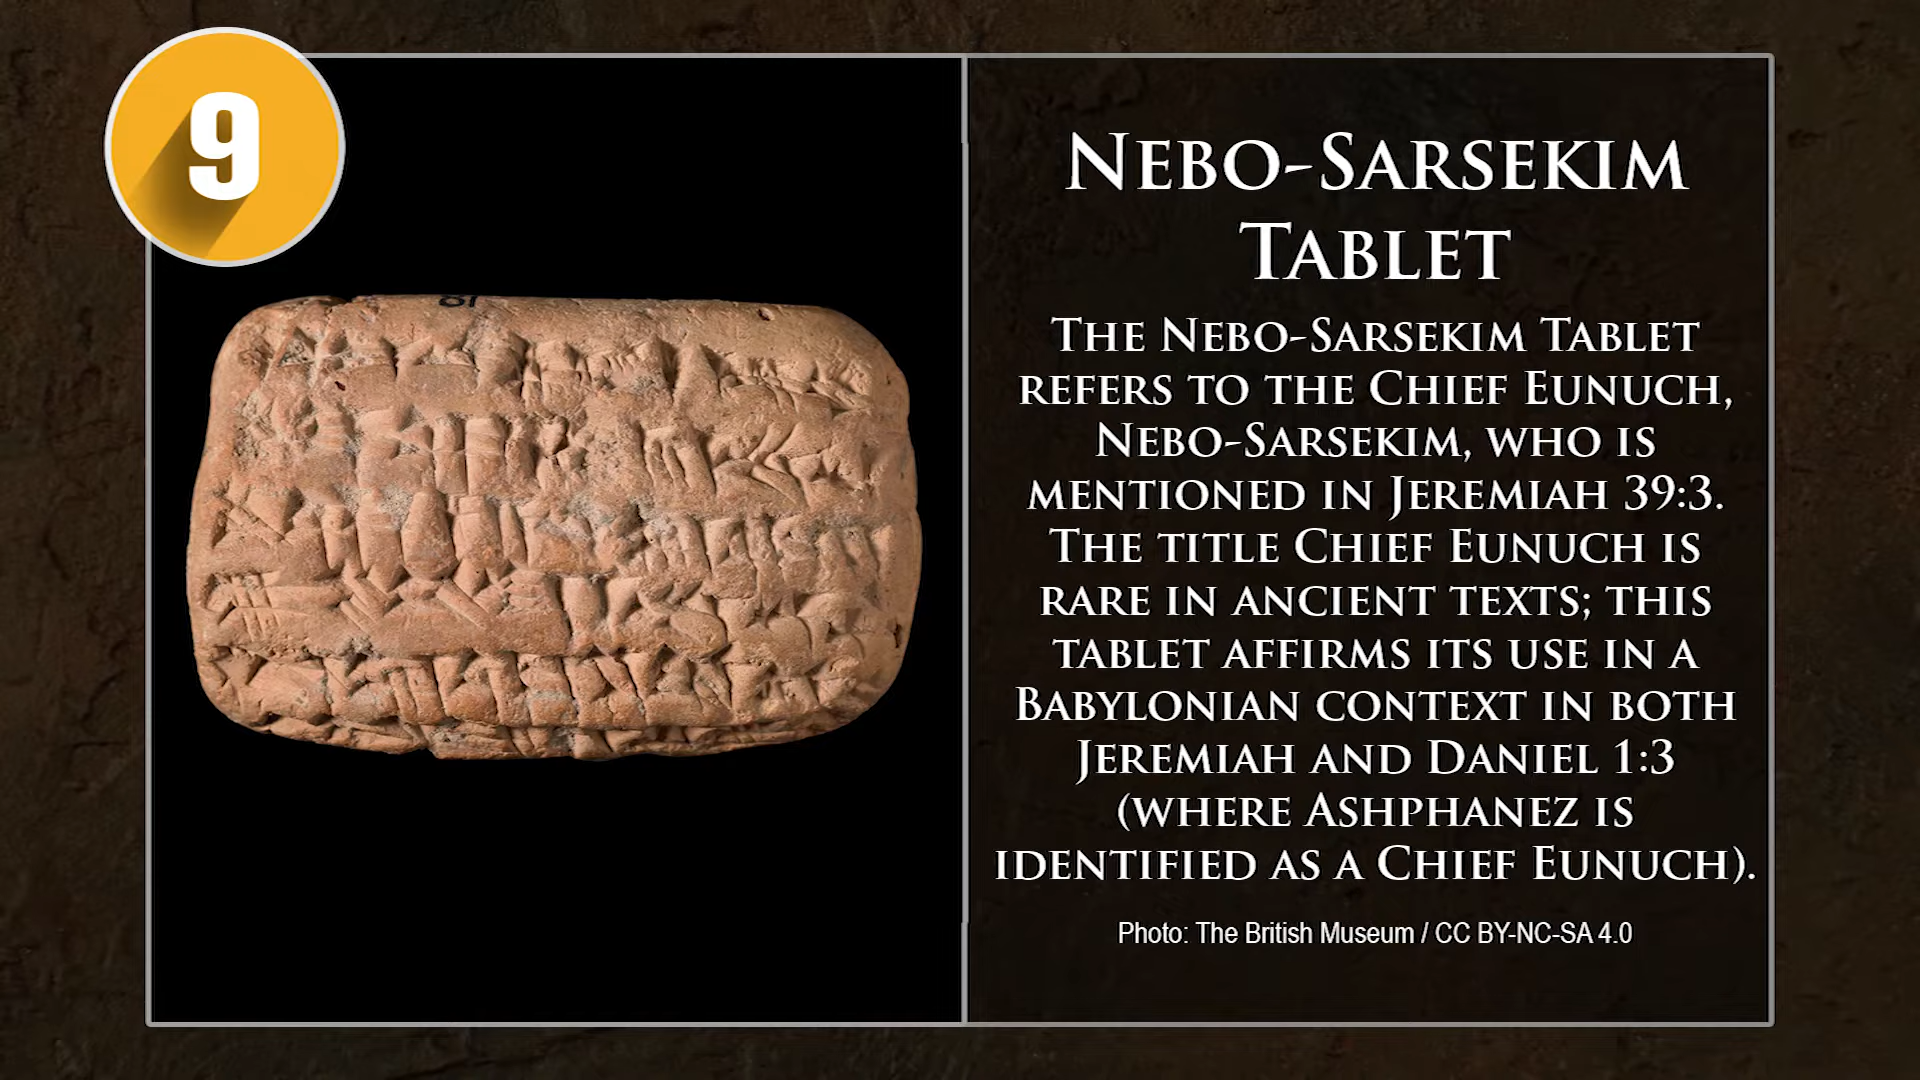 9
Nebo-Sarsekim
Tablet
The Nebo-Sarsekim Tablet
refers to the Chief Eunuch,
Nebo-Sarsekim, who is
mentioned in Jeremiah 39:3.
The title Chief Eunuch is
rare in ancient texts; this
tablet affirms its use in a
Babylonian context in both
Jeremiah and Daniel 1:3
(where Ashphanez is
identified as a Chief Eunuch).
Photo: The British Museum / CC BY-NC-SA 4.0